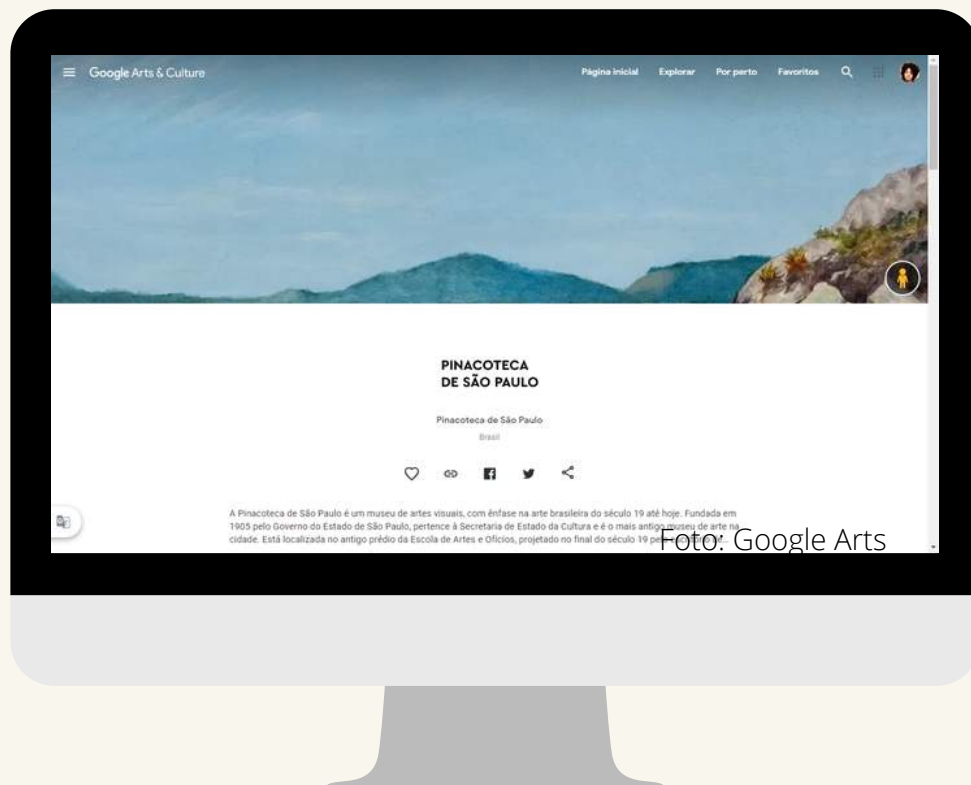 Google Arts & Culture
Página inicial Explorar Por perto Favoritos
PINACOTECA
DE SÃO PAULO
Pinacoteca de São Paulo
Brasil
A Pinacoteca de São Paulo é um museu de artes visuais, com ênfase na arte brasileira do século 19 até hoje. Fundada em
1905 pelo Governo do Estado de São Paulo, pertence à Secretaria de Estado da Cultura e é o mais antigo museu de arte na
cidade. Está localizada no antigo prédio da Escola de Artes e Ofícios, projetado no final do século 19
Foto: Google Arts